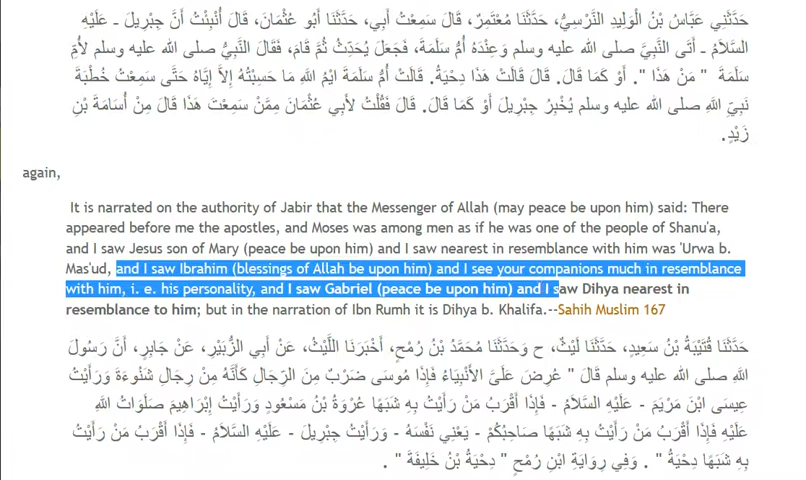 حَدَّثَنِي عَبَّاسُ بْنُ الْوَلِيدِ النَّرْسِيُّ، حَدَّثَنَا مُعْتَمِرٌ، قَالَ سَمِعْتُ أَبِي، حَدَّثَنَا أَبُو عُثْمَانَ، قَالَ أُنْبِئْتُ أَنَّ جِبْرِيلَ ـ عَلَيْهِ
السَّلاَمُ ـ أَتَى النَّبِيَّ صلى الله عليه وسلم وَعِنْدَهُ أُمُّ سَلَمَةَ، فَجَعَلَ يُحَدِّثُ ثُمَّ قَامَ، فَقَالَ النَّبِيُّ صلى الله عليه وسلم لأُمِّ
سَلَمَةَ " مَنْ هَذَا ". أَوْ كَمَا قَالَ. قَالَ قَالَتْ هَذَا دِحْيَةُ. قَالَتْ أُمُّ سَلَمَةَ ايْمُ اللَّهِ مَا حَسِبْتُهُ إِلاَّ إِيَّاهُ حَتَّى سَمِعْتُ خُطْبَةَ
نَبِيِّ اللَّهِ صلى الله عليه وسلم يُخْبِرُ جِبْرِيلَ أَوْ كَمَا قَالَ. قَالَ فَقُلْتُ لأَبِي عُثْمَانَ مِمَّنْ سَمِعْتَ هَذَا قَالَ مِنْ أُسَامَةَ بْنِ
زَيْدٍ.
again,
It is narrated on the authority of Jabir that the Messenger of Allah (may peace be upon him) said: There
appeared before me the apostles, and Moses was among men as if he was one of the people of Shanu'a,
and I saw Jesus son of Mary (peace be upon him) and I saw nearest in resemblance with him was 'Urwa b.
Mas'ud, and I saw Ibrahim (blessings of Allah be upon him) and I see your companions much in resemblance
with him, i. e. his personality, and I saw Gabriel (peace be upon him) and I saw Dihya nearest in
resemblance to him; but in the narration of Ibn Rumh it is Dihya b. Khalifa.--Sahih Muslim 167
حَدَّثَنَا قُتَيْبَةُ بْنُ سَعِيدٍ، حَدَّثَنَا لَيْثٌ، ح وَحَدَّثَنَا مُحَمَّدُ بْنُ رُمْحٍ، أَخْبَرَنَا اللَّيْثُ، عَنْ أَبِي الزُّبَيْرِ، عَنْ جَابِرٍ، أَنَّ رَسُولَ
اللَّهِ صلى الله عليه وسلم قَالَ " عُرِضَ عَلَىَّ الأَنْبِيَاءُ فَإِذَا مُوسَى ضَرْبٌ مِنَ الرِّجَالِ كَأَنَّهُ مِنْ رِجَالِ شَنُوءَةَ وَرَأَيْتُ
عِيسَى ابْنَ مَرْيَمَ - عَلَيْهِ السَّلاَمُ - فَإِذَا أَقْرَبُ مَنْ رَأَيْتُ بِهِ شَبَهًا عُرْوَةُ بْنُ مَسْعُودٍ وَرَأَيْتُ إِبْرَاهِيمَ صَلَوَاتُ اللَّهِ
عَلَيْهِ فَإِذَا أَقْرَبُ مَنْ رَأَيْتُ بِهِ شَبَهًا صَاحِبُكُمْ - يَعْنِي نَفْسَهُ - وَرَأَيْتُ جِبْرِيلَ - عَلَيْهِ السَّلاَمُ - فَإِذَا أَقْرَبُ مَنْ رَأَيْتُ
بِهِ شَبَهًا دِحْيَةُ " . وَفِي رِوَايَةِ ابْنِ رُمْحٍ " دِحْيَةُ بْنُ خَلِيفَةَ " .